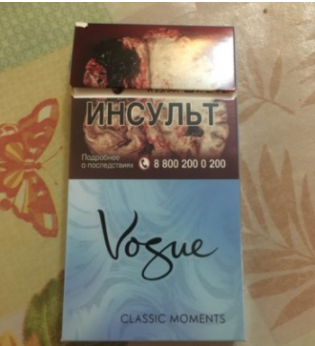 ИНСУЛЬТ
Подробнее
о последствиях
8 800 200 0 200
Vogue
CLASSIC MOMENTS